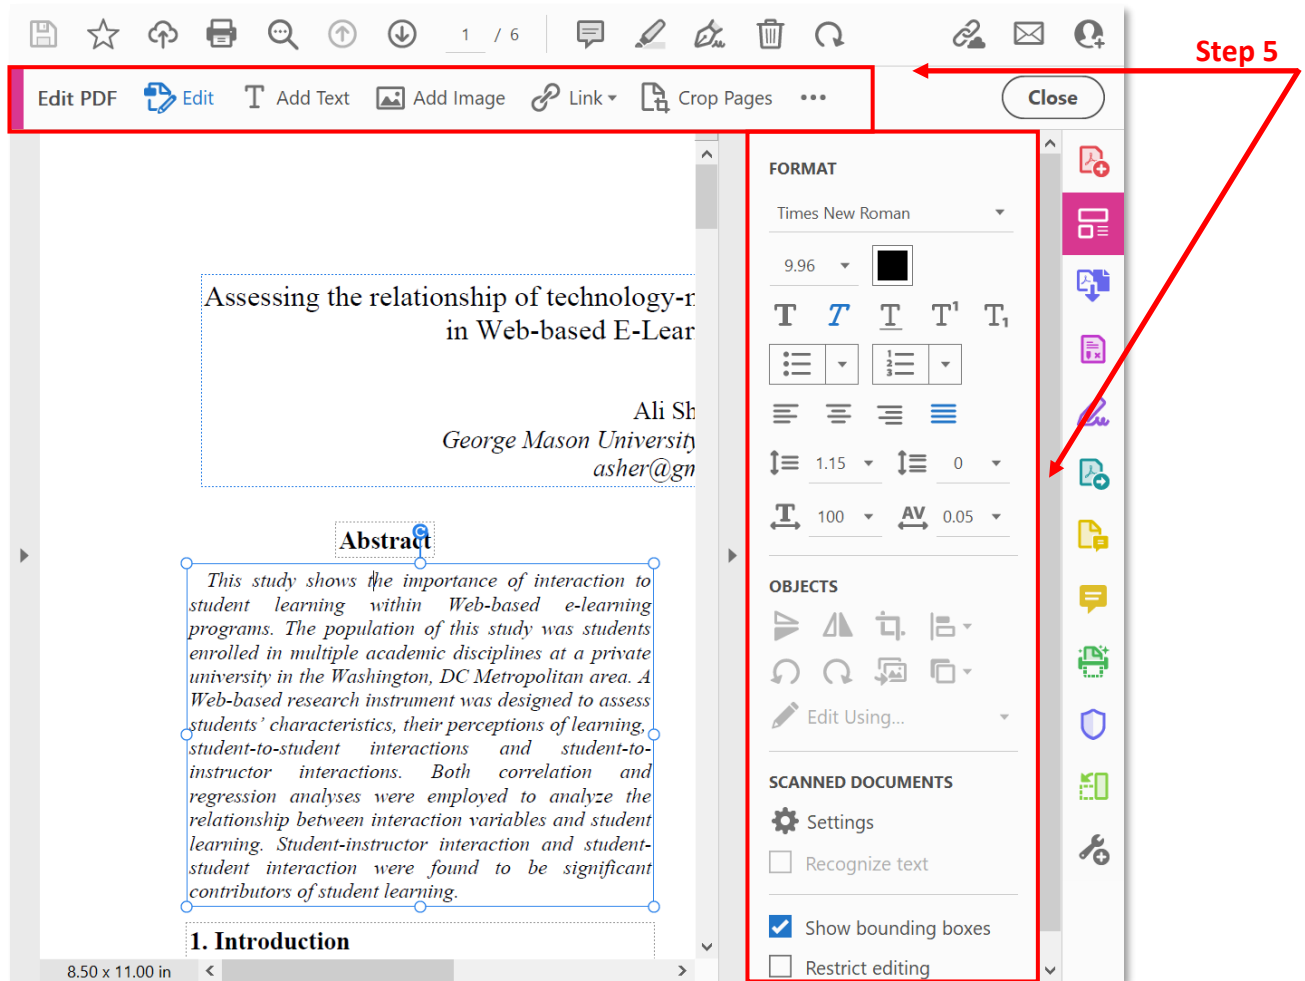 1 / 6
Step 5
Edit PDF Edit Add Text Add Image Link Crop Pages ••• Close
Assessing the relationship of technology-
in Web-based E-Lear
Ali Sh
George Mason University
asher@gm
Abstract
This study shows the importance of interaction to
student learning within Web-based e-learning
programs. The population of this study was students
enrolled in multiple academic disciplines at a private
university in the Washington, DC Metropolitan area. A
Web-based research instrument was designed to assess
students’ characteristics, their perceptions of learning,
student-to-student interactions and student-to-
instructor interactions. Both correlation and
regression analyses were employed to analyze the
relationship between interaction variables and student
learning. Student-instructor interaction and student-
student interaction were found to be significant
contributors of student learning.
1. Introduction
8.50 x 11.00 in
FORMAT
Times New Roman
9.96
T T T T¹ T₁
1.15 0
T 100 AV 0.05
OBJECTS
Edit Using...
SCANNED DOCUMENTS
Settings
Recognize text
Show bounding boxes
Restrict editing